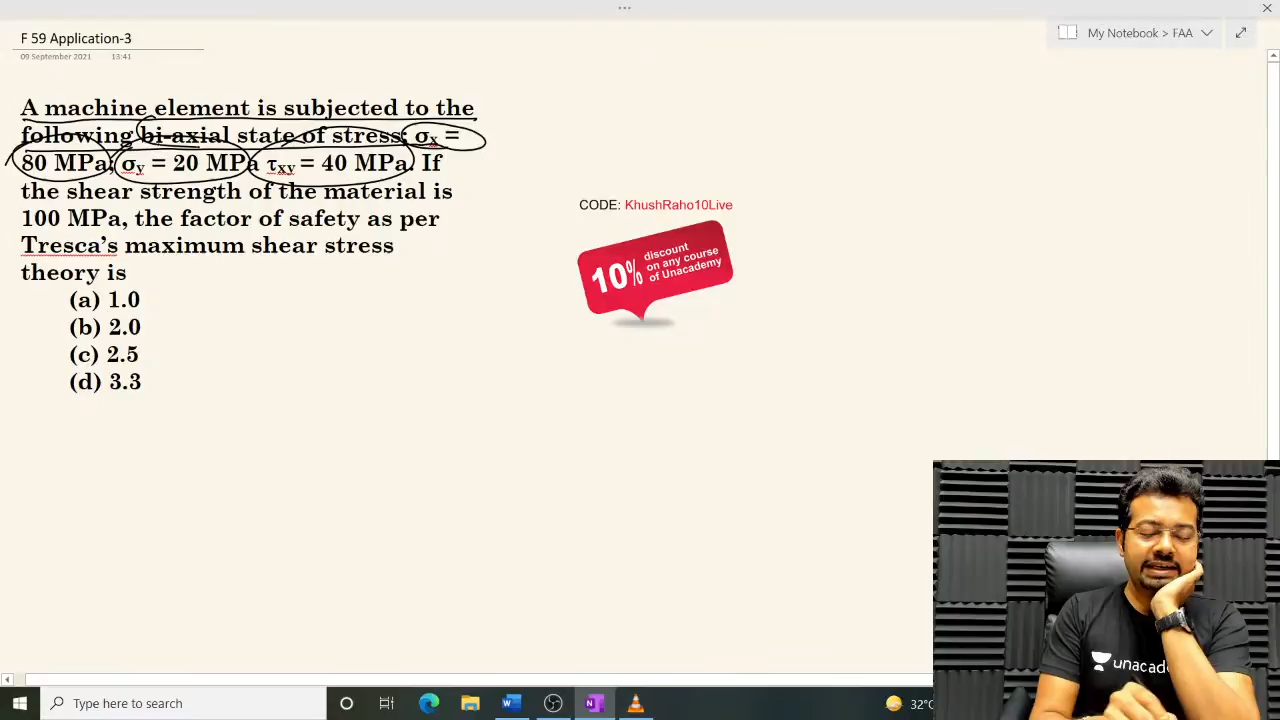 F 59 Application-3
09 September 2021 13:41
My Notebook > FAA
A machine element is subjected to the
following bi-axial state of stress; σx =
80 MPa; σy = 20 MPa τxy = 40 MPa. If
the shear strength of the material is
100 MPa, the factor of safety as per
Tresca's maximum shear stress
theory is
(a) 1.0
(b) 2.0
(c) 2.5
(d) 3.3
CODE: KhushRaho10Live
10% discount
on any course
of Unacademy
unacade
Type here to search
32°C